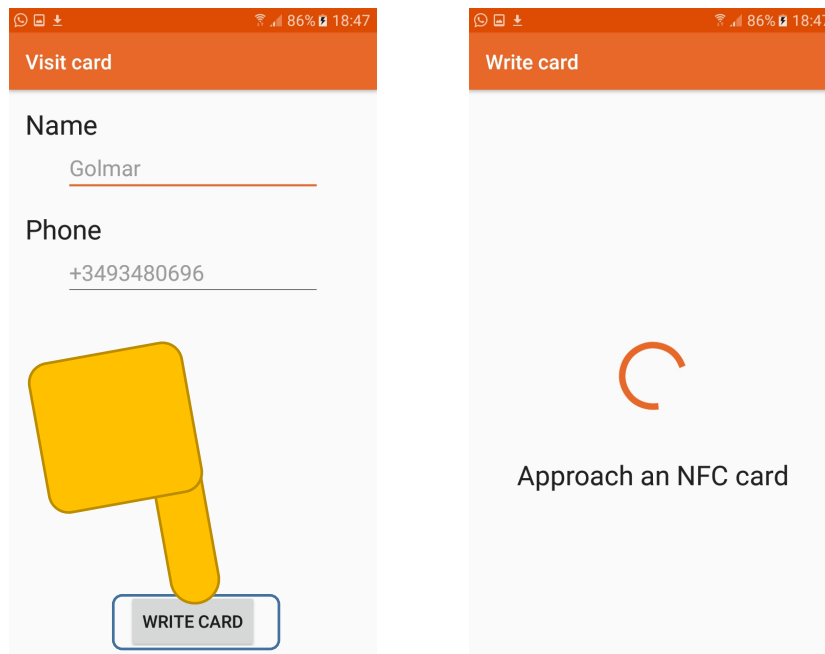 86% 18:47
Visit card
Name
Golmar
Phone
+3493480696
WRITE CARD
86% 18:47
Write card
Approach an NFC card